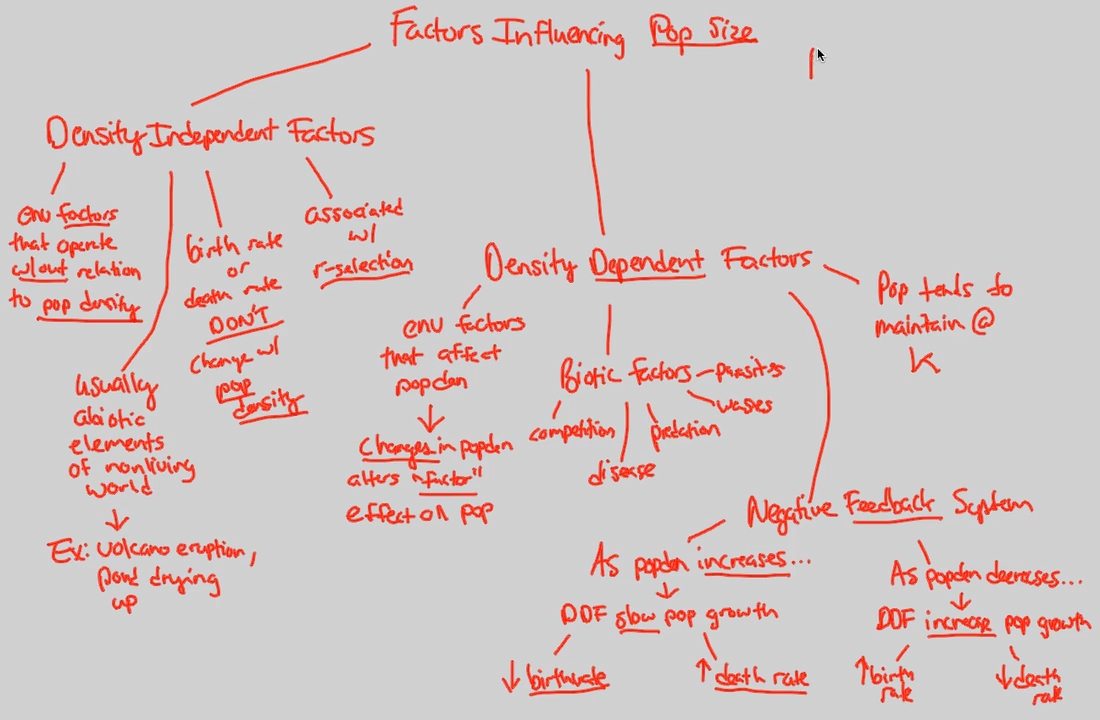 Factors Influencing Pop Size
Density Independent Factors
env factors
that operate
w/out relation
to pop density
usually
abiotic
elements
of nonliving
world
Ex: volcano eruption,
pond drying
up
birth rate
or
death rate
DON'T
change w/
pop
density
associated
w/
r-selection
Density Dependent Factors
env factors
that affect
popden
Changes in popden
alters "factor"
effect on pop
Biotic Factors
parasites
wastes
competition
predation
disease
Pop tends to
maintain @
K
Negative Feedback System
As popden increases...
DDF slow pop growth
↓ birthrate
↑ death rate
As popden decreases...
DDF increase pop growth
↑ birth
rate
↓ death
rate